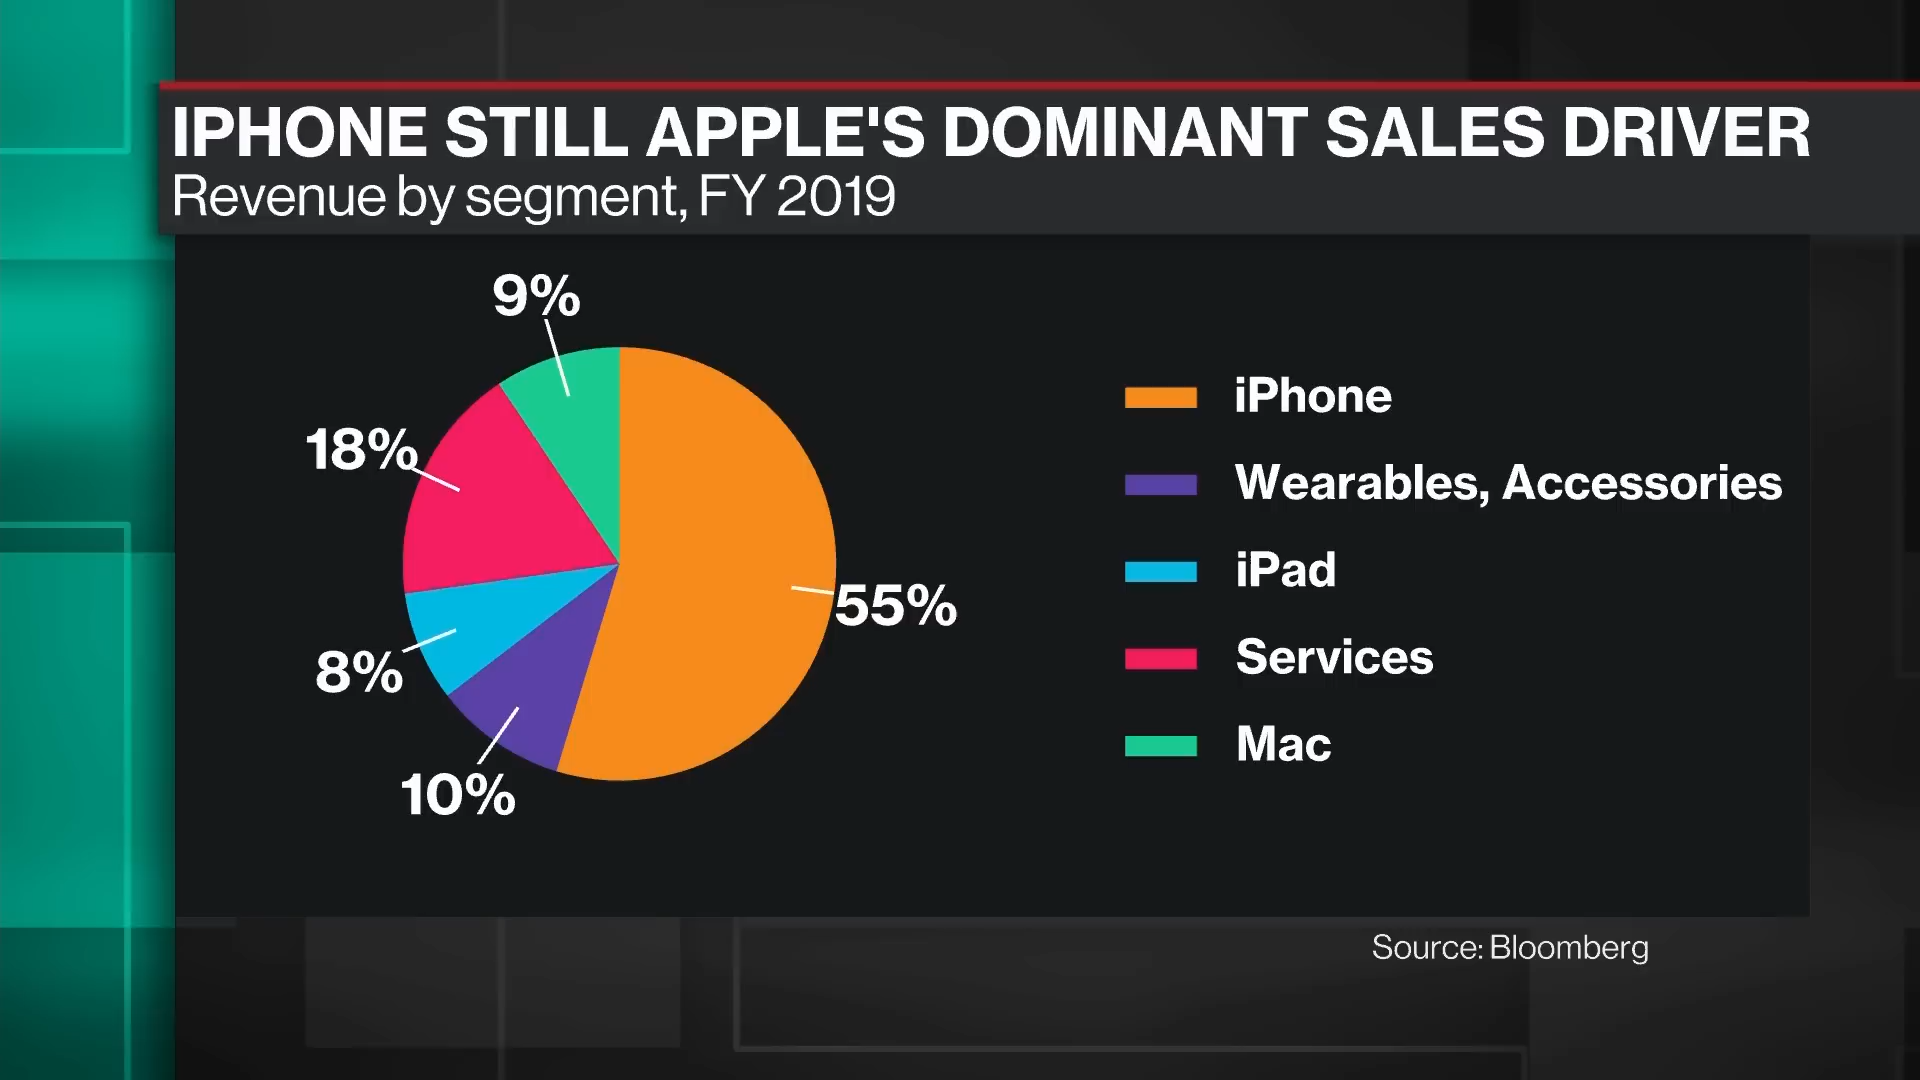 IPHONE STILL APPLE'S DOMINANT SALES DRIVER
Revenue by segment, FY 2019
9%
18%
55%
8%
10%
iPhone
Wearables, Accessories
iPad
Services
Mac
Source: Bloomberg